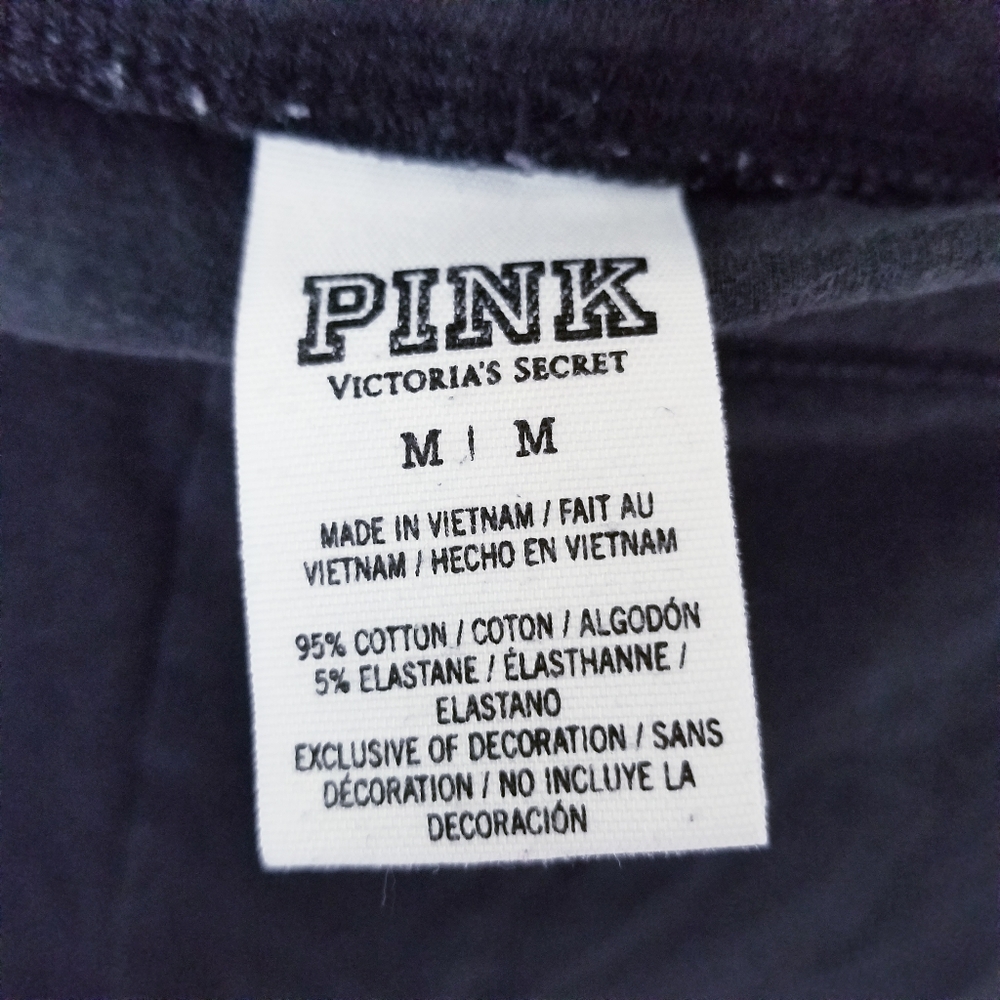 PINK
VICTORIA'S SECRET
M | M
MADE IN VIETNAM / FAIT AU
VIETNAM / HECHO EN VIETNAM
95% COTTON / COTON / ALGODÓN
5% ELASTANE / ÉLASTHANNE /
ELASTANO
EXCLUSIVE OF DECORATION / SANS
DÉCORATION / NO INCLUYE LA
DECORACIÓN